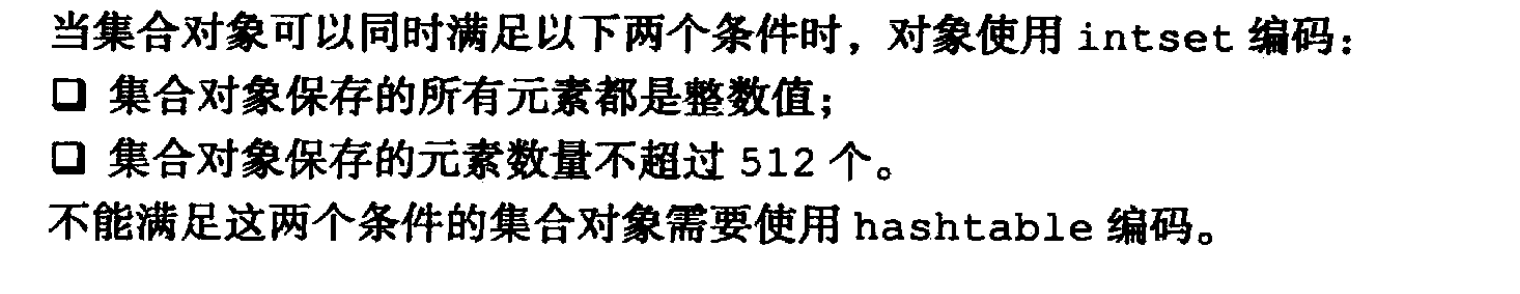 当集合对象可以同时满足以下两个条件时，对象使用 intset 编码：
❏ 集合对象保存的所有元素都是整数值；
❏ 集合对象保存的元素数量不超过 512 个。
不能满足这两个条件的集合对象需要使用 hashtable 编码。